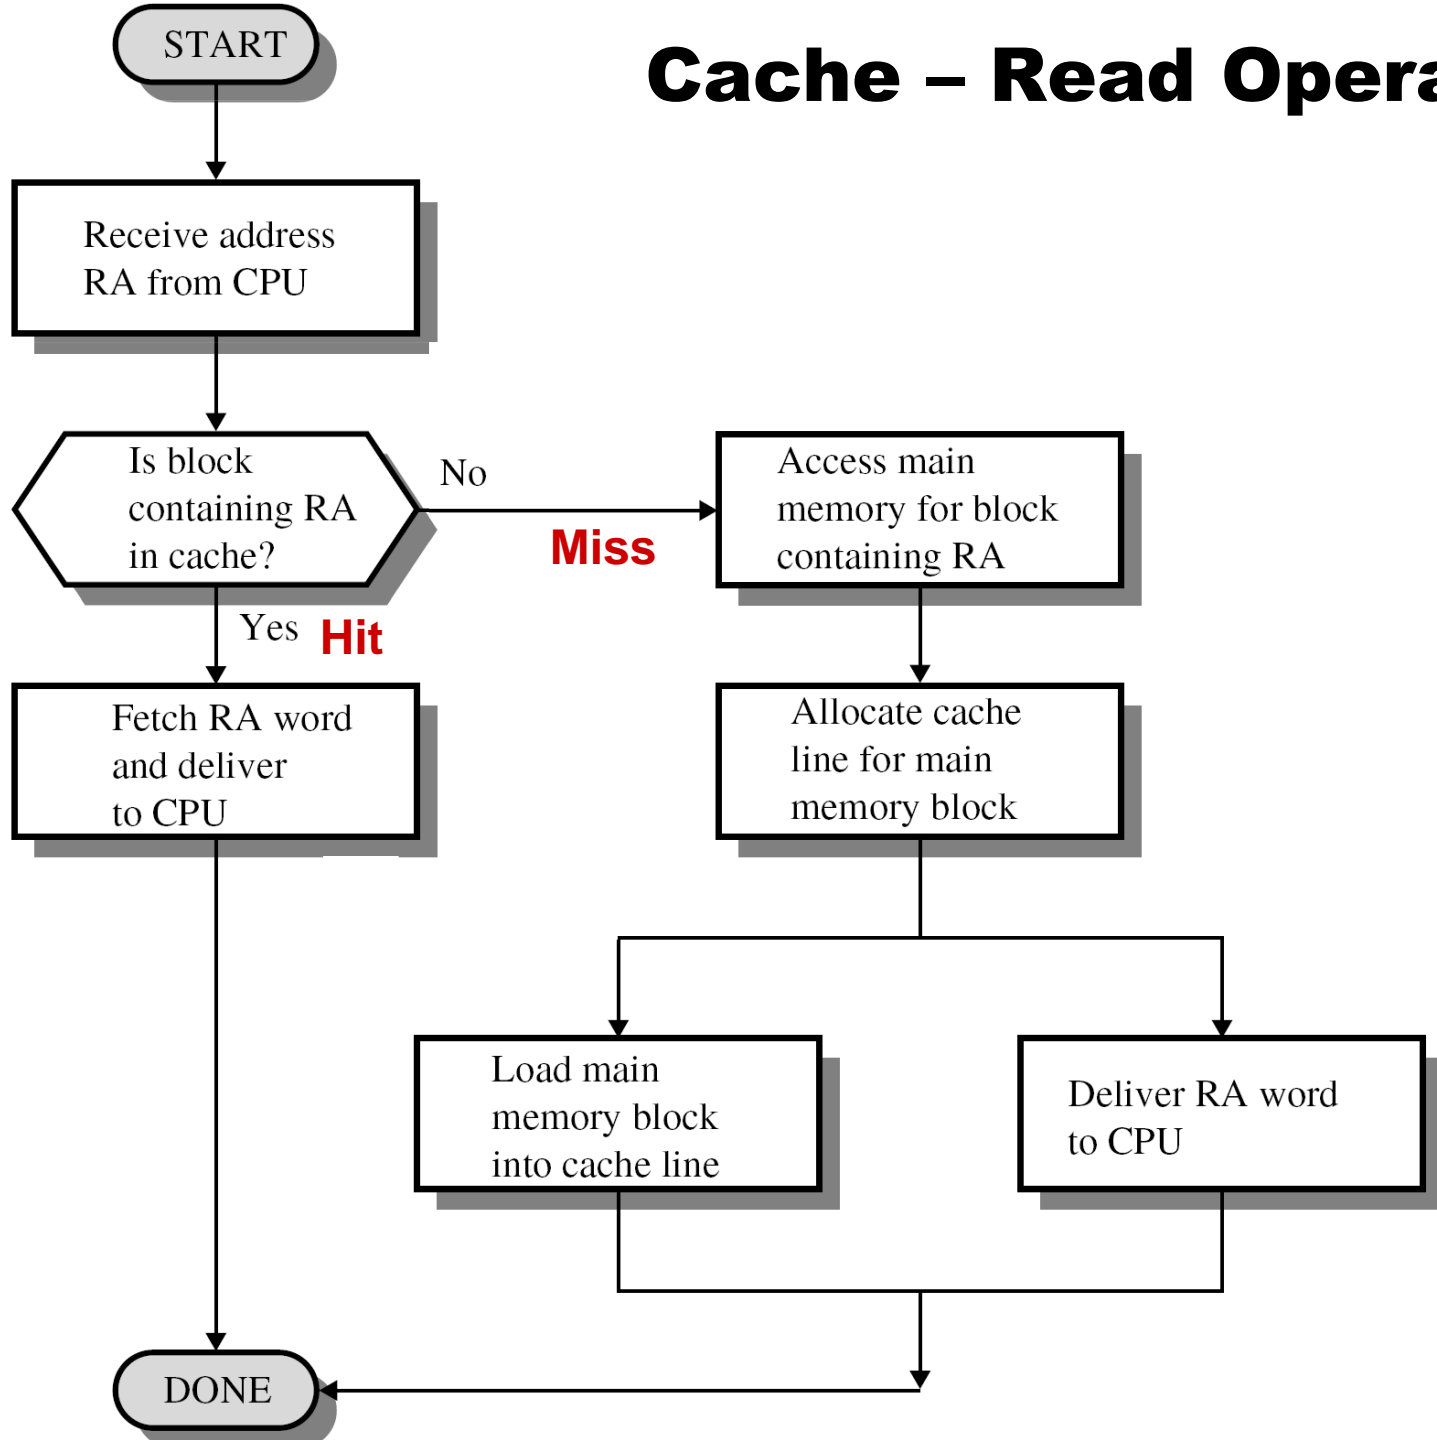 START
Cache – Read Opera
Receive address
RA from CPU
Is block
containing RA
in cache?
No
Miss
Access main
memory for block
containing RA
Yes
Hit
Fetch RA word
and deliver
to CPU
Allocate cache
line for main
memory block
Load main
memory block
into cache line
Deliver RA word
to CPU
DONE